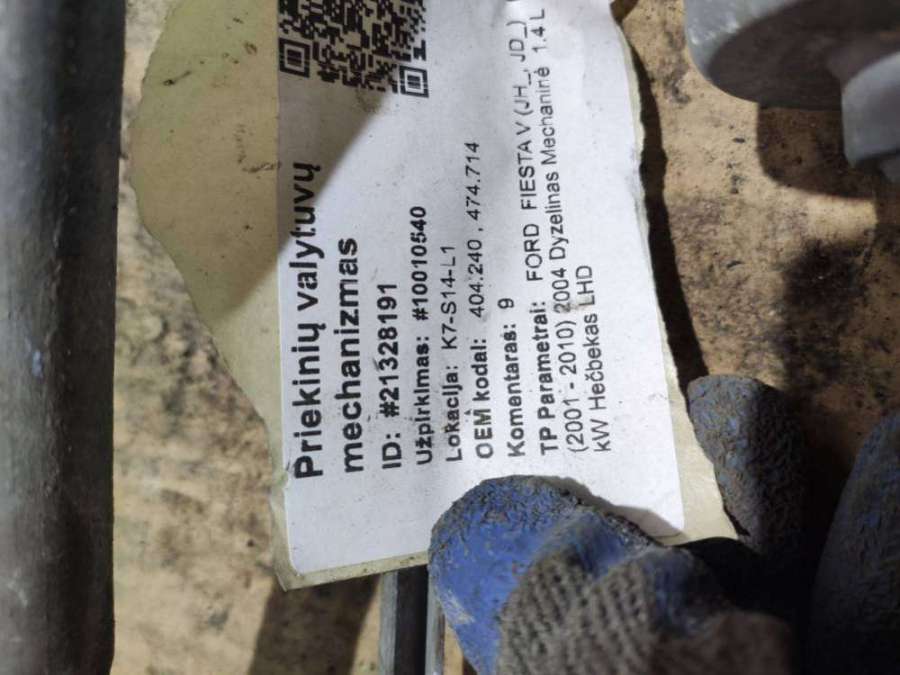 Priekinių valytuvų
mechanizmas
ID: #21328191
Užpirkimas: #10010540
Lokacija: K7-S14-L1
OEM kodai: 404.240 , 474.714
Komentaras: 9
TP Parametrai: FORD FIESTA V (JH_, JD_)
(2001 - 2010) 2004 Dyzelinas Mechaninė 1.4 L
kW Hečbekas LHD